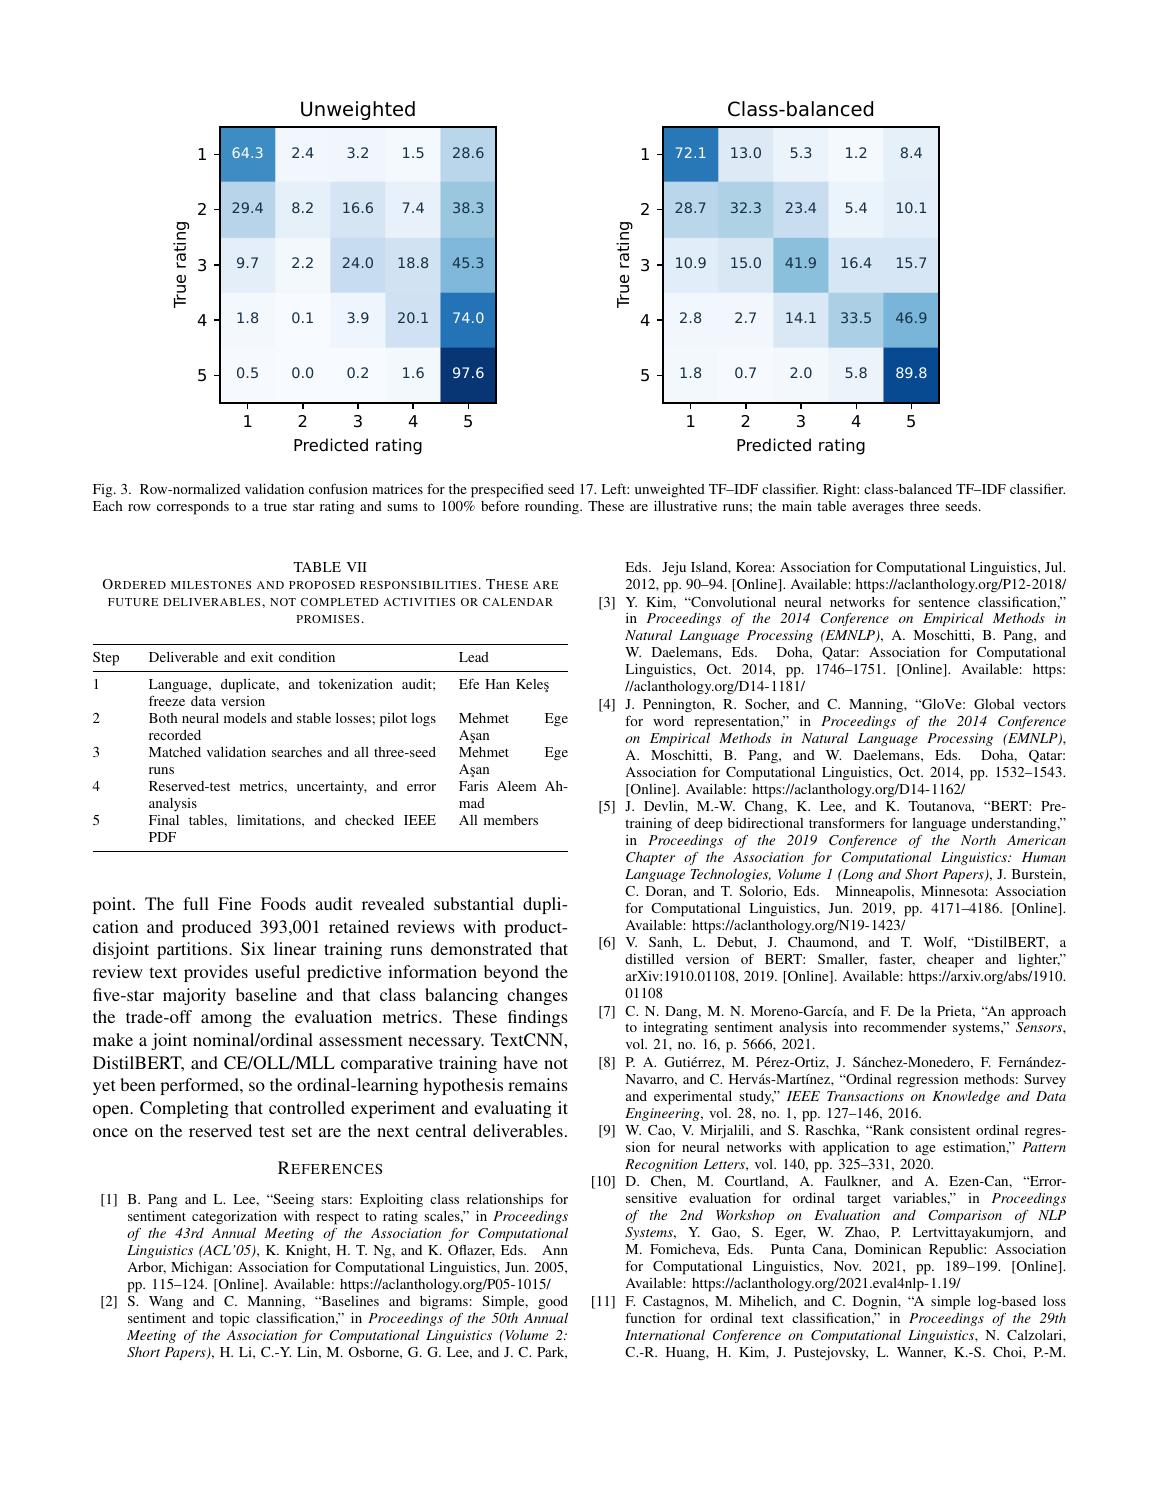 Unweighted
1 64.3 2.4 3.2 1.5 28.6
2 29.4 8.2 16.6 7.4 38.3
3 9.7 2.2 24.0 18.8 45.3
4 1.8 0.1 3.9 20.1 74.0
5 0.5 0.0 0.2 1.6 97.6
1 2 3 4 5
Predicted rating
True rating
Class-balanced
1 72.1 13.0 5.3 1.2 8.4
2 28.7 32.3 23.4 5.4 10.1
3 10.9 15.0 41.9 16.4 15.7
4 2.8 2.7 14.1 33.5 46.9
5 1.8 0.7 2.0 5.8 89.8
1 2 3 4 5
Predicted rating
True rating
Fig. 3. Row-normalized validation confusion matrices for the prespecified seed 17. Left: unweighted TF–IDF classifier. Right: class-balanced TF–IDF classifier.
Each row corresponds to a true star rating and sums to 100% before rounding. These are illustrative runs; the main table averages three seeds.
TABLE VII
ORDERED MILESTONES AND PROPOSED RESPONSIBILITIES. THESE ARE
FUTURE DELIVERABLES, NOT COMPLETED ACTIVITIES OR CALENDAR
PROMISES.
Step Deliverable and exit condition Lead
1 Language, duplicate, and tokenization audit; Efe Han Keleş
freeze data version
2 Both neural models and stable losses; pilot logs Mehmet Ege
recorded Aşan
3 Matched validation searches and all three-seed Mehmet Ege
runs Aşan
4 Reserved-test metrics, uncertainty, and error Faris Aleem Ah-
analysis mad
5 Final tables, limitations, and checked IEEE All members
PDF
point. The full Fine Foods audit revealed substantial dupli-
cation and produced 393,001 retained reviews with product-
disjoint partitions. Six linear training runs demonstrated that
review text provides useful predictive information beyond the
five-star majority baseline and that class balancing changes
the trade-off among the evaluation metrics. These findings
make a joint nominal/ordinal assessment necessary. TextCNN,
DistilBERT, and CE/OLL/MLL comparative training have not
yet been performed, so the ordinal-learning hypothesis remains
open. Completing that controlled experiment and evaluating it
once on the reserved test set are the next central deliverables.
REFERENCES
[1] B. Pang and L. Lee, “Seeing stars: Exploiting class relationships for
sentiment categorization with respect to rating scales,” in Proceedings
of the 43rd Annual Meeting of the Association for Computational
Linguistics (ACL’05), K. Knight, H. T. Ng, and K. Oflazer, Eds. Ann
Arbor, Michigan: Association for Computational Linguistics, Jun. 2005,
pp. 115–124. [Online]. Available: https://aclanthology.org/P05-1015/
[2] S. Wang and C. Manning, “Baselines and bigrams: Simple, good
sentiment and topic classification,” in Proceedings of the 50th Annual
Meeting of the Association for Computational Linguistics (Volume 2:
Short Papers), H. Li, C.-Y. Lin, M. Osborne, G. G. Lee, and J. C. Park,
Eds. Jeju Island, Korea: Association for Computational Linguistics, Jul.
2012, pp. 90–94. [Online]. Available: https://aclanthology.org/P12-2018/
[3] Y. Kim, “Convolutional neural networks for sentence classification,”
in Proceedings of the 2014 Conference on Empirical Methods in
Natural Language Processing (EMNLP), A. Moschitti, B. Pang, and
W. Daelemans, Eds. Doha, Qatar: Association for Computational
Linguistics, Oct. 2014, pp. 1746–1751. [Online]. Available: https:
//aclanthology.org/D14-1181/
[4] J. Pennington, R. Socher, and C. Manning, “GloVe: Global vectors
for word representation,” in Proceedings of the 2014 Conference
on Empirical Methods in Natural Language Processing (EMNLP),
A. Moschitti, B. Pang, and W. Daelemans, Eds. Doha, Qatar:
Association for Computational Linguistics, Oct. 2014, pp. 1532–1543.
[Online]. Available: https://aclanthology.org/D14-1162/
[5] J. Devlin, M.-W. Chang, K. Lee, and K. Toutanova, “BERT: Pre-
training of deep bidirectional transformers for language understanding,”
in Proceedings of the 2019 Conference of the North American
Chapter of the Association for Computational Linguistics: Human
Language Technologies, Volume 1 (Long and Short Papers), J. Burstein,
C. Doran, and T. Solorio, Eds. Minneapolis, Minnesota: Association
for Computational Linguistics, Jun. 2019, pp. 4171–4186. [Online].
Available: https://aclanthology.org/N19-1423/
[6] V. Sanh, L. Debut, J. Chaumond, and T. Wolf, “DistilBERT, a
distilled version of BERT: Smaller, faster, cheaper and lighter,”
arXiv:1910.01108, 2019. [Online]. Available: https://arxiv.org/abs/1910.
01108
[7] C. N. Dang, M. N. Moreno-García, and F. De la Prieta, “An approach
to integrating sentiment analysis into recommender systems,” Sensors,
vol. 21, no. 16, p. 5666, 2021.
[8] P. A. Gutiérrez, M. Pérez-Ortiz, J. Sánchez-Monedero, F. Fernández-
Navarro, and C. Hervás-Martínez, “Ordinal regression methods: Survey
and experimental study,” IEEE Transactions on Knowledge and Data
Engineering, vol. 28, no. 1, pp. 127–146, 2016.
[9] W. Cao, V. Mirjalili, and S. Raschka, “Rank consistent ordinal regres-
sion for neural networks with application to age estimation,” Pattern
Recognition Letters, vol. 140, pp. 325–331, 2020.
[10] D. Chen, M. Courtland, A. Faulkner, and A. Ezen-Can, “Error-
sensitive evaluation for ordinal target variables,” in Proceedings
of the 2nd Workshop on Evaluation and Comparison of NLP
Systems, Y. Gao, S. Eger, W. Zhao, P. Lertvittayakumjorn, and
M. Fomicheva, Eds. Punta Cana, Dominican Republic: Association
for Computational Linguistics, Nov. 2021, pp. 189–199. [Online].
Available: https://aclanthology.org/2021.eval4nlp-1.19/
[11] F. Castagnos, M. Mihelich, and C. Dognin, “A simple log-based loss
function for ordinal text classification,” in Proceedings of the 29th
International Conference on Computational Linguistics, N. Calzolari,
C.-R. Huang, H. Kim, J. Pustejovsky, L. Wanner, K.-S. Choi, P.-M.